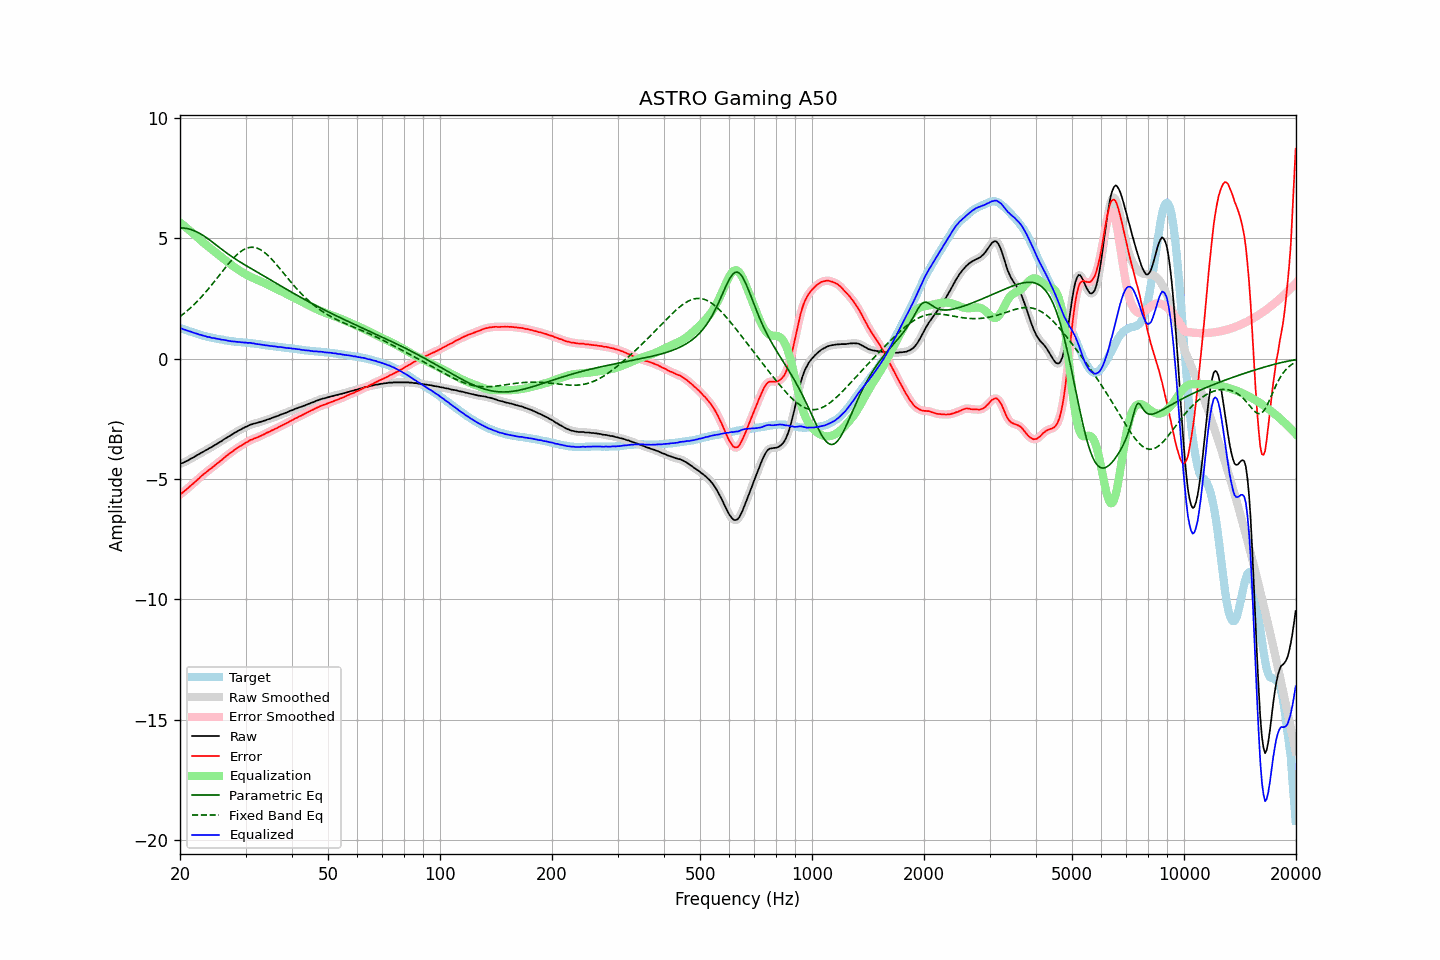 ASTRO Gaming A50
10
5
0
−5
−10
−15
−20
Amplitude (dBr)
Target
Raw Smoothed
Error Smoothed
Raw
Error
Equalization
Parametric Eq
Fixed Band Eq
Equalized
20 50 100 200 500 1000 2000 5000 10000 20000
Frequency (Hz)